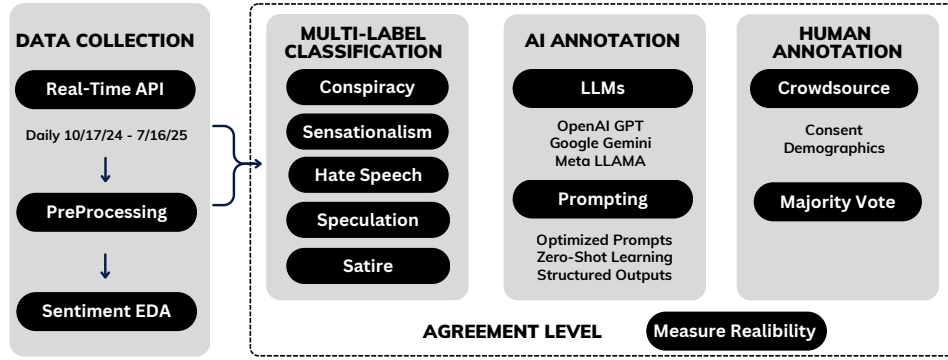 DATA COLLECTION
Real-Time API
Daily 10/17/24 - 7/16/25
PreProcessing
Sentiment EDA
MULTI-LABEL
CLASSIFICATION
Conspiracy
Sensationalism
Hate Speech
Speculation
Satire
AI ANNOTATION
LLMs
OpenAI GPT
Google Gemini
Meta LLAMA
Prompting
Optimized Prompts
Zero-Shot Learning
Structured Outputs
HUMAN
ANNOTATION
Crowdsource
Consent
Demographics
Majority Vote
AGREEMENT LEVEL
Measure Realibility